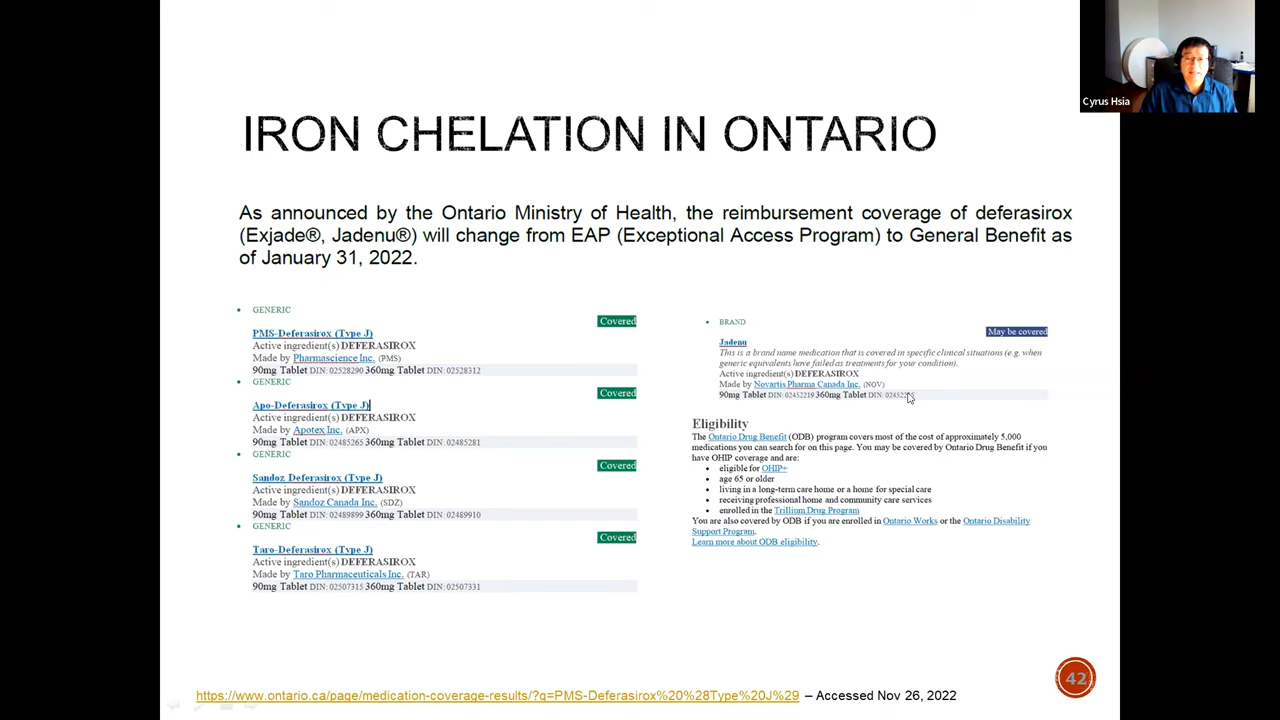 Cyrus Hsia
IRON CHELATION IN ONTARIO
As announced by the Ontario Ministry of Health, the reimbursement coverage of deferasirox
(Exjade®, Jadenu®) will change from EAP (Exceptional Access Program) to General Benefit as
of January 31, 2022.
• GENERIC
Covered
PMS-Deferasirox (Type J)
Active ingredient(s) DEFERASIROX
Made by Pharmascience Inc. (PMS)
90mg Tablet DIN: 02528290 360mg Tablet DIN: 02528312
• GENERIC
Covered
Apo-Deferasirox (Type J)
Active ingredient(s) DEFERASIROX
Made by Apotex Inc. (APX)
90mg Tablet DIN: 02485265 360mg Tablet DIN: 02485281
• GENERIC
Covered
Sandoz Deferasirox (Type J)
Active ingredient(s) DEFERASIROX
Made by Sandoz Canada Inc. (SDZ)
90mg Tablet DIN: 02489899 360mg Tablet DIN: 02489910
• GENERIC
Covered
Taro-Deferasirox (Type J)
Active ingredient(s) DEFERASIROX
Made by Taro Pharmaceuticals Inc. (TAR)
90mg Tablet DIN: 02507315 360mg Tablet DIN: 02507331
• BRAND
May be covered
Jadenu
This is a brand name medication that is covered in specific clinical situations (e.g. when
generic equivalents have failed as treatments for your condition).
Active ingredient(s) DEFERASIROX
Made by Novartis Pharma Canada Inc. (NOV)
90mg Tablet DIN: 02452219 360mg Tablet DIN:
Eligibility
The Ontario Drug Benefit (ODB) program covers most of the cost of approximately 5,000
medications you can search for on this page. You may be covered by Ontario Drug Benefit if you
have OHIP coverage and are:
• eligible for OHIP+
• age 65 or older
• living in a long-term care home or a home for special care
• receiving professional home and community care services
• enrolled in the Trillium Drug Program
You are also covered by ODB if you are enrolled in Ontario Works or the Ontario Disability
Support Program.
Learn more about ODB eligibility.
42
https://www.ontario.ca/page/medication-coverage-results/?q=PMS-Deferasirox%20%28Type%20J%29 – Accessed Nov 26, 2022